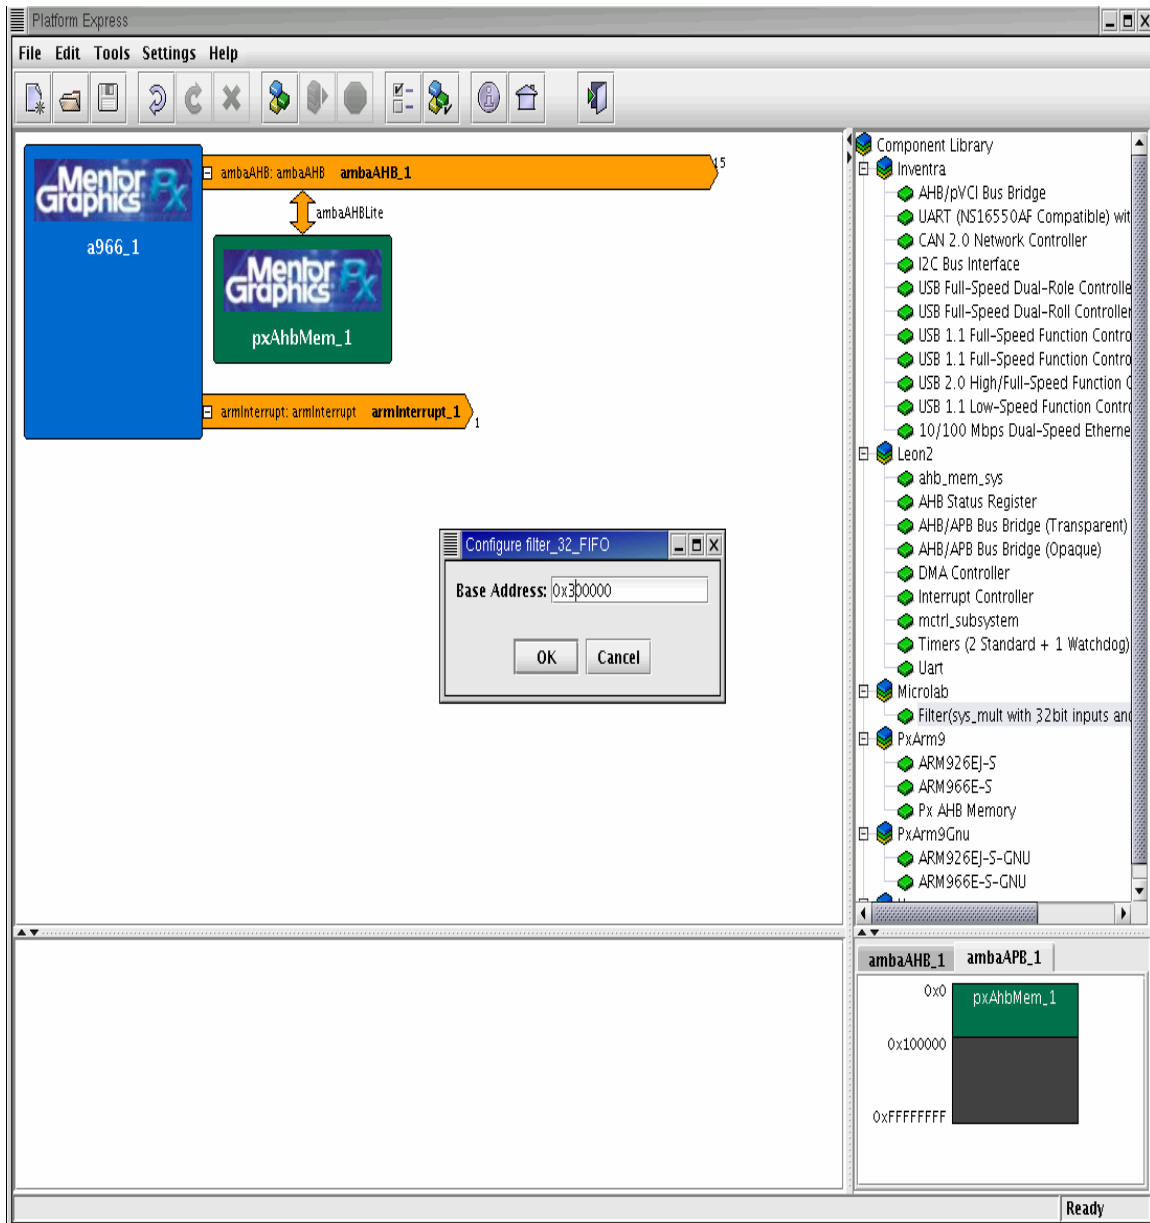 Platform Express
File Edit Tools Settings Help
Mentor Graphics Px
a966_1
ambaAHB: ambaAHB ambaAHB_1
15
ambaAHBLite
Mentor Graphics Px
pxAhbMem_1
armInterrupt: armInterrupt armInterrupt_1
1
Configure filter_32_FIFO
Base Address: 0x300000
OK Cancel
Component Library
Inventra
AHB/pVCI Bus Bridge
UART (NS16550AF Compatible) wit
CAN 2.0 Network Controller
I2C Bus Interface
USB Full-Speed Dual-Role Controlle
USB Full-Speed Dual-Roll Controller
USB 1.1 Full-Speed Function Contro
USB 1.1 Full-Speed Function Contro
USB 2.0 High/Full-Speed Function C
USB 1.1 Low-Speed Function Contro
10/100 Mbps Dual-Speed Etherne
Leon2
ahb_mem_sys
AHB Status Register
AHB/APB Bus Bridge (Transparent)
AHB/APB Bus Bridge (Opaque)
DMA Controller
Interrupt Controller
mctrl_subsystem
Timers (2 Standard + 1 Watchdog)
Uart
Microlab
Filter(sys_mult with 32bit inputs and
PxArm9
ARM926EJ-S
ARM966E-S
Px AHB Memory
PxArm9Gnu
ARM926EJ-S-GNU
ARM966E-S-GNU
ambaAHB_1 ambaAPB_1
0x0 pxAhbMem_1
0x100000
0xFFFFFFFF
Ready